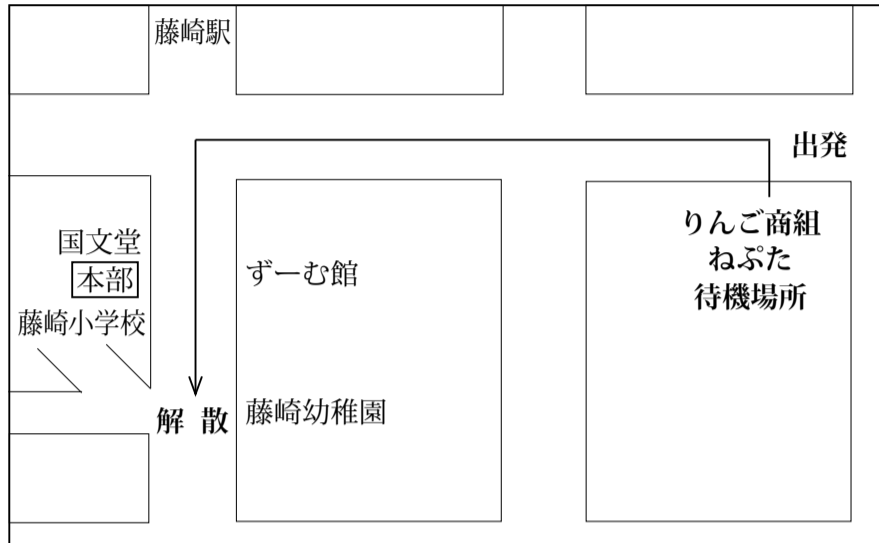 藤崎駅
出発
りんご商組
ねぷた
待機場所
国文堂
本部
藤崎小学校
ずーむ館
藤崎幼稚園
解 散